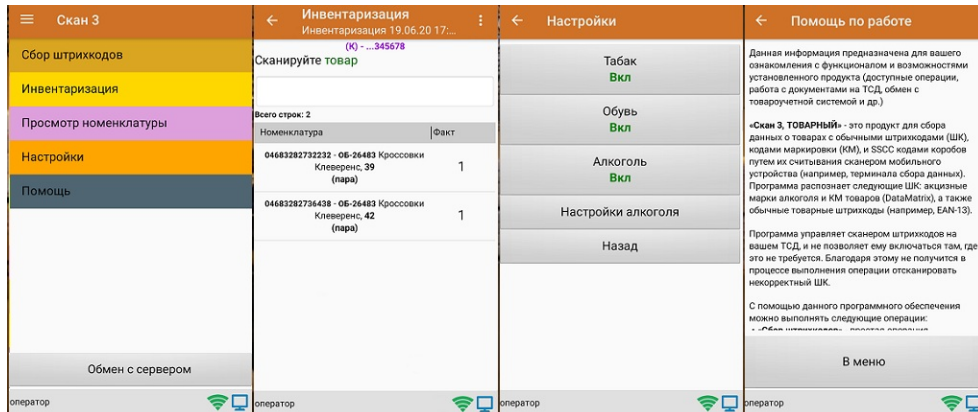 Скан 3
Сбор штрихкодов
Инвентаризация
Просмотр номенклатуры
Настройки
Помощь
Обмен с сервером
оператор
Инвентаризация
Инвентаризация 19.06.20 17:...
(К) - ...345678
Сканируйте товар
Всего строк: 2
Номенклатура Факт
04683282732232 - ОБ-26483 Кроссовки
Клеверенс, 39 1
(пара)
04683282736438 - ОБ-26483 Кроссовки
Клеверенс, 42 1
(пара)
оператор
Настройки
Табак
Вкл
Обувь
Вкл
Алкоголь
Вкл
Настройки алкоголя
Назад
оператор
Помощь по работе
Данная информация предназначена для вашего
ознакомления с функционалом и возможностями
установленного продукта (доступные операции,
работа с документами на ТСД, обмен с
товароучетной системой и др.)
«Скан 3, ТОВАРНЫЙ» - это продукт для сбора
данных о товарах с обычными штрихкодами (ШК),
кодами маркировки (КМ), и SSCC кодами коробов
путем их считывания сканером мобильного
устройства (например, терминала сбора данных).
Программа распознает следующие ШК: акцизные
марки алкоголя и КМ товаров (DataMatrix), а также
обычные товарные штрихкоды (например, EAN-13).
Программа управляет сканером штрихкодов на
вашем ТСД, и не позволяет ему включаться там, где
это не требуется. Благодаря этому не получится в
процессе выполнения операции отсканировать
некорректный ШК.
С помощью данного программного обеспечения
можно выполнять следующие операции:
• «Сбор штрихкодов» - простая операция
В меню
оператор